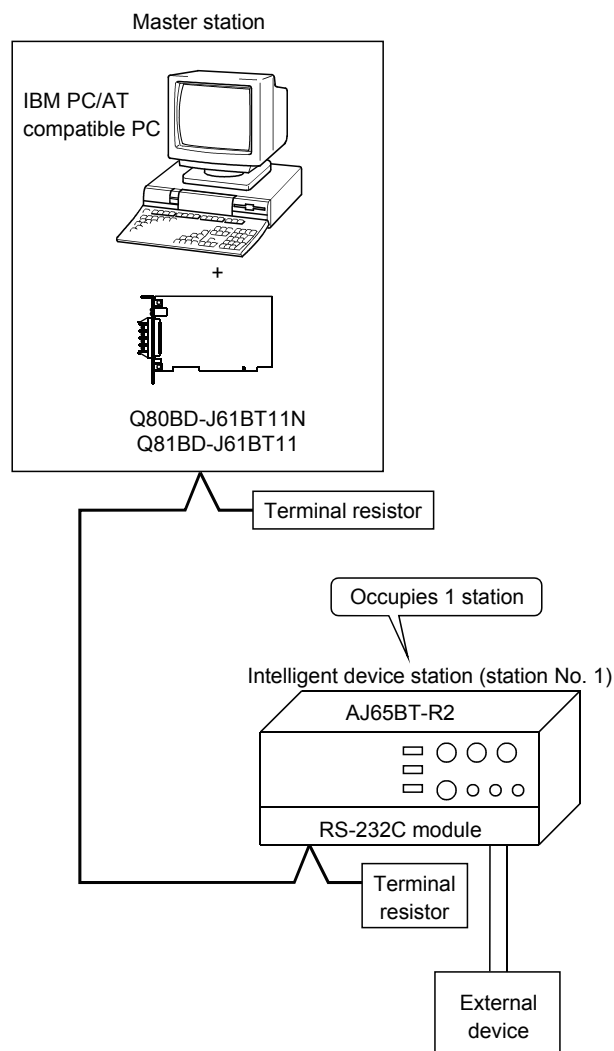 Master station
IBM PC/AT
compatible PC
+
Q80BD-J61BT11N
Q81BD-J61BT11
Terminal resistor
Occupies 1 station
Intelligent device station (station No. 1)
AJ65BT-R2
RS-232C module
Terminal
resistor
External
device